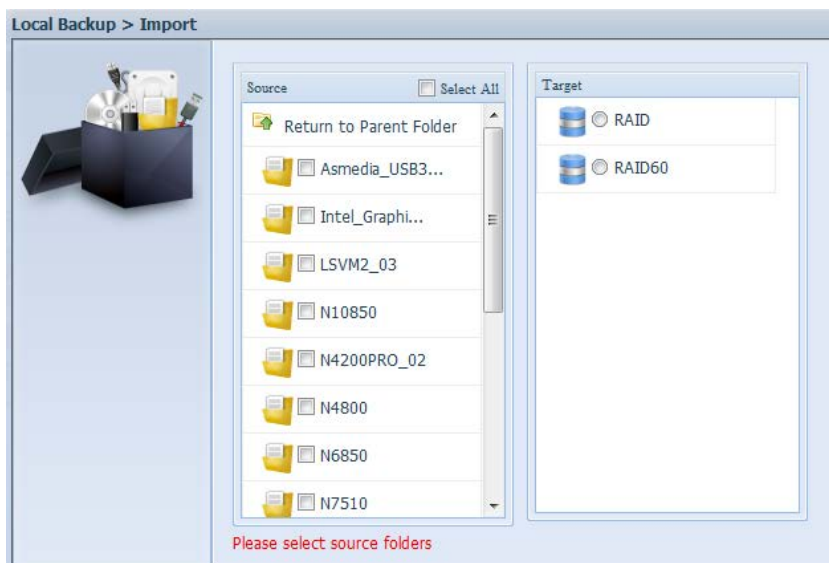 Local Backup > Import
Source
Select All
Return to Parent Folder
Asmedia_USB3...
Intel_Graphi...
LSVM2_03
N10850
N4200PRO_02
N4800
N6850
N7510
Please select source folders
Target
RAID
RAID60